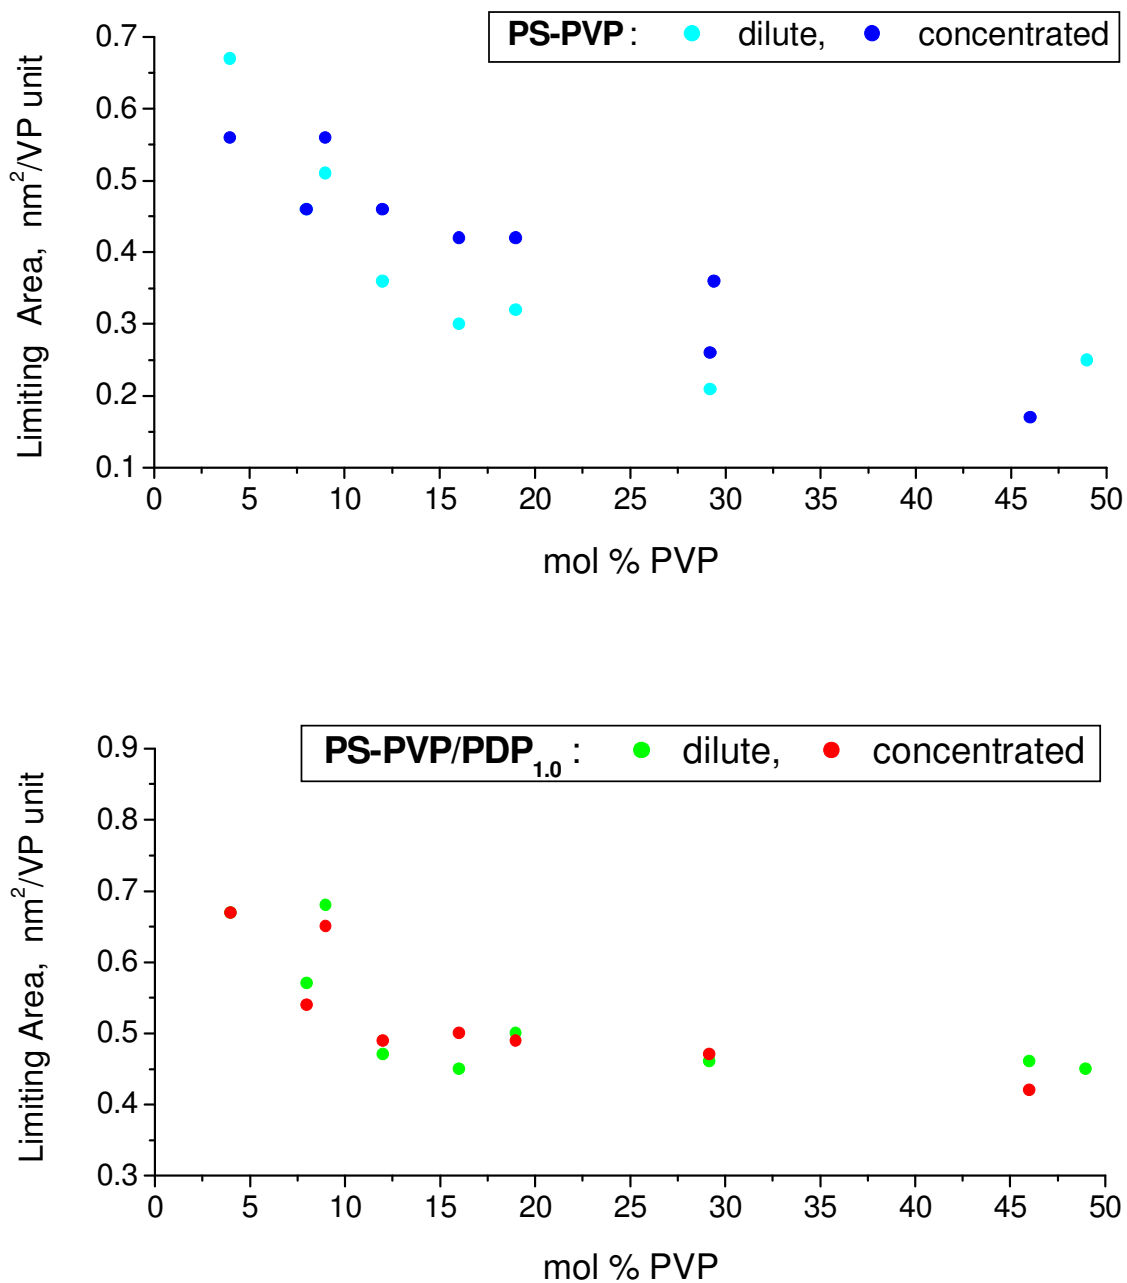 PS-PVP : dilute, concentrated
Limiting Area, nm²/VP unit
0.7
0.6
0.5
0.4
0.3
0.2
0.1
0 5 10 15 20 25 30 35 40 45 50
mol % PVP
PS-PVP/PDP₁.₀ : dilute, concentrated
Limiting Area, nm²/VP unit
0.9
0.8
0.7
0.6
0.5
0.4
0.3
0 5 10 15 20 25 30 35 40 45 50
mol % PVP